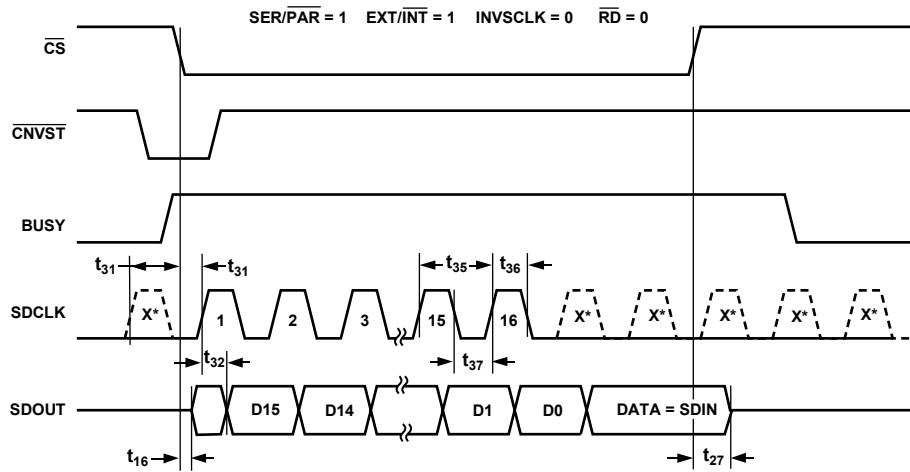 SER/PAR = 1 EXT/INT = 1 INVSCLK = 0 RD = 0
CS
CNVST
BUSY
t31 t31 t35 t36
SDCLK X* 1 2 3 15 16 X* X* X* X* X*
t32 t37
SDOUT D15 D14 D1 D0 DATA = SDIN
t16 t27